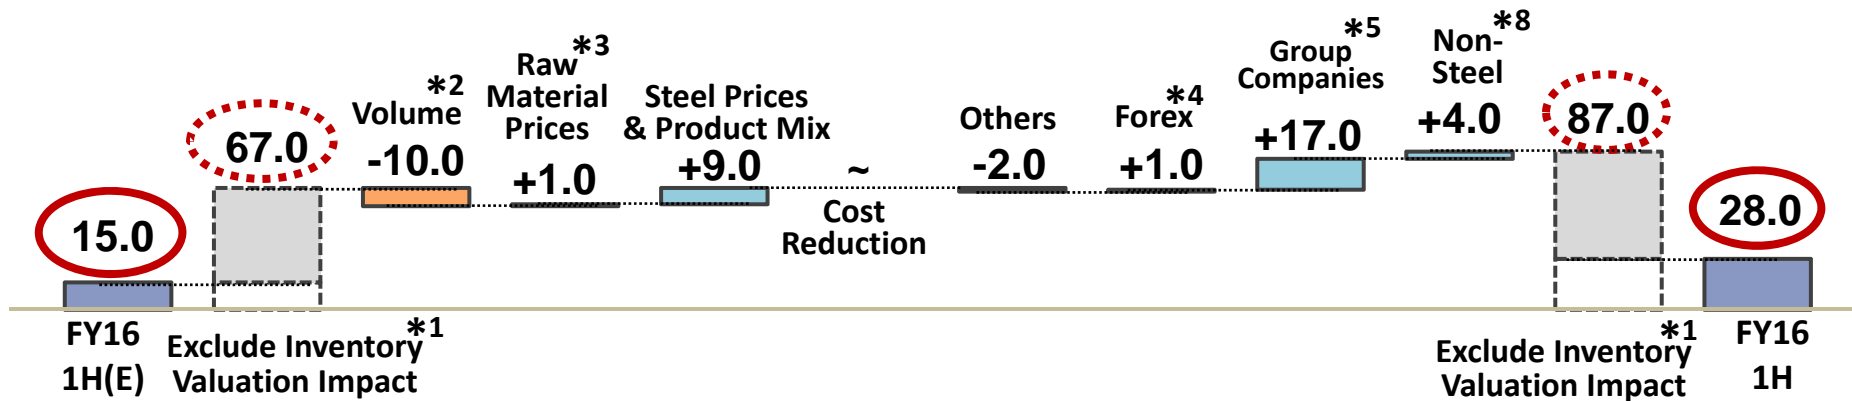 15.0
FY16
1H(E)
67.0
Exclude Inventory*1
Valuation Impact
*2
Volume
-10.0
*3
Raw
Material
Prices
+1.0
Steel Prices
& Product Mix
+9.0
~
Cost
Reduction
Others
-2.0
*4
Forex
+1.0
*5
Group
Companies
+17.0
*8
Non-
Steel
+4.0
87.0
Exclude Inventory*1
Valuation Impact
28.0
FY16
1H